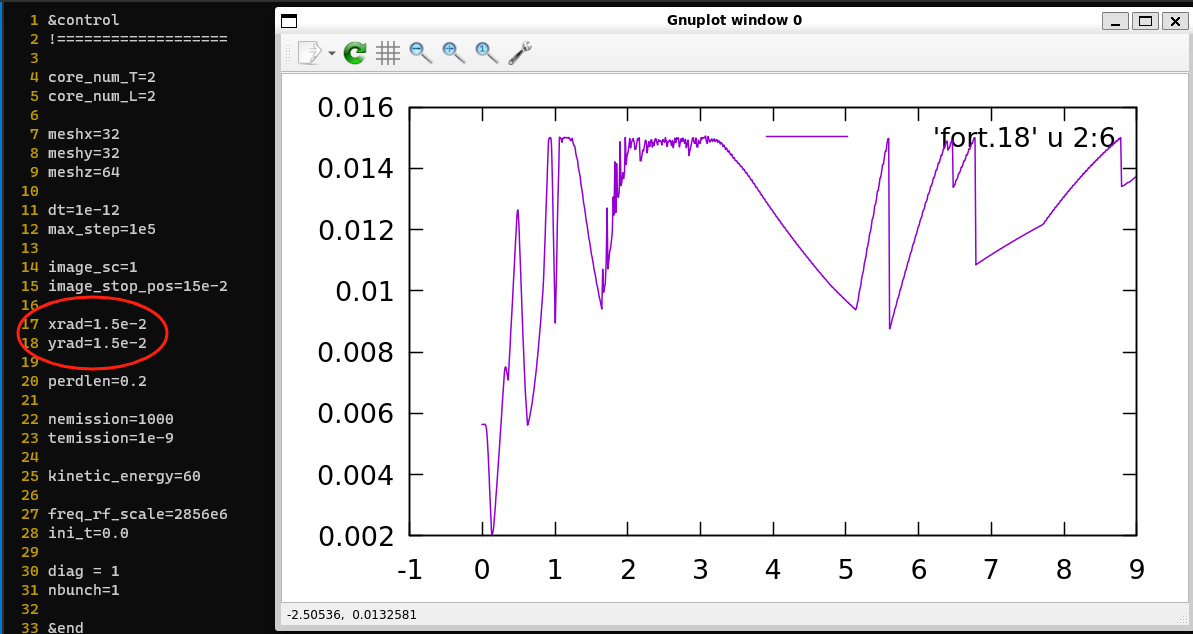 1 &control
2 !===================
3
4 core_num_T=2
5 core_num_L=2
6
7 meshx=32
8 meshy=32
9 meshz=64
10
11 dt=1e-12
12 max_step=1e5
13
14 image_sc=1
15 image_stop_pos=15e-2
16
17 xrad=1.5e-2
18 yrad=1.5e-2
19
20 perdlen=0.2
21
22 nemission=1000
23 temission=1e-9
24
25 kinetic_energy=60
26
27 freq_rf_scale=2856e6
28 ini_t=0.0
29
30 diag = 1
31 nbunch=1
32
33 &end
Gnuplot window 0
0.016
'fort.18' u 2:6
0.014
0.012
0.01
0.008
0.006
0.004
0.002
-1 0 1 2 3 4 5 6 7 8 9
-2.50536, 0.0132581